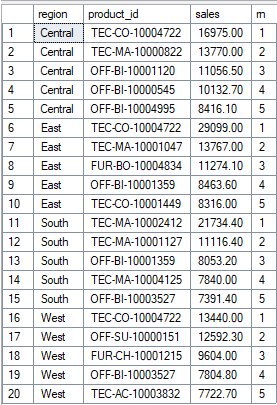 region product_id sales m
1 Central TEC-CO-10004722 16975.00 1
2 Central TEC-MA-10000822 13770.00 2
3 Central OFF-BI-10001120 11056.50 3
4 Central OFF-BI-10000545 10132.70 4
5 Central OFF-BI-10004995 8416.10 5
6 East TEC-CO-10004722 29099.00 1
7 East TEC-MA-10001047 13767.00 2
8 East FUR-BO-10004834 11274.10 3
9 East OFF-BI-10001359 8463.60 4
10 East TEC-CO-10001449 8316.00 5
11 South TEC-MA-10002412 21734.40 1
12 South TEC-MA-10001127 11116.40 2
13 South OFF-BI-10001359 8053.20 3
14 South TEC-MA-10004125 7840.00 4
15 South OFF-BI-10003527 7391.40 5
16 West TEC-CO-10004722 13440.00 1
17 West OFF-SU-10000151 12592.30 2
18 West FUR-CH-10001215 9604.00 3
19 West OFF-BI-10003527 7804.80 4
20 West TEC-AC-10003832 7722.70 5